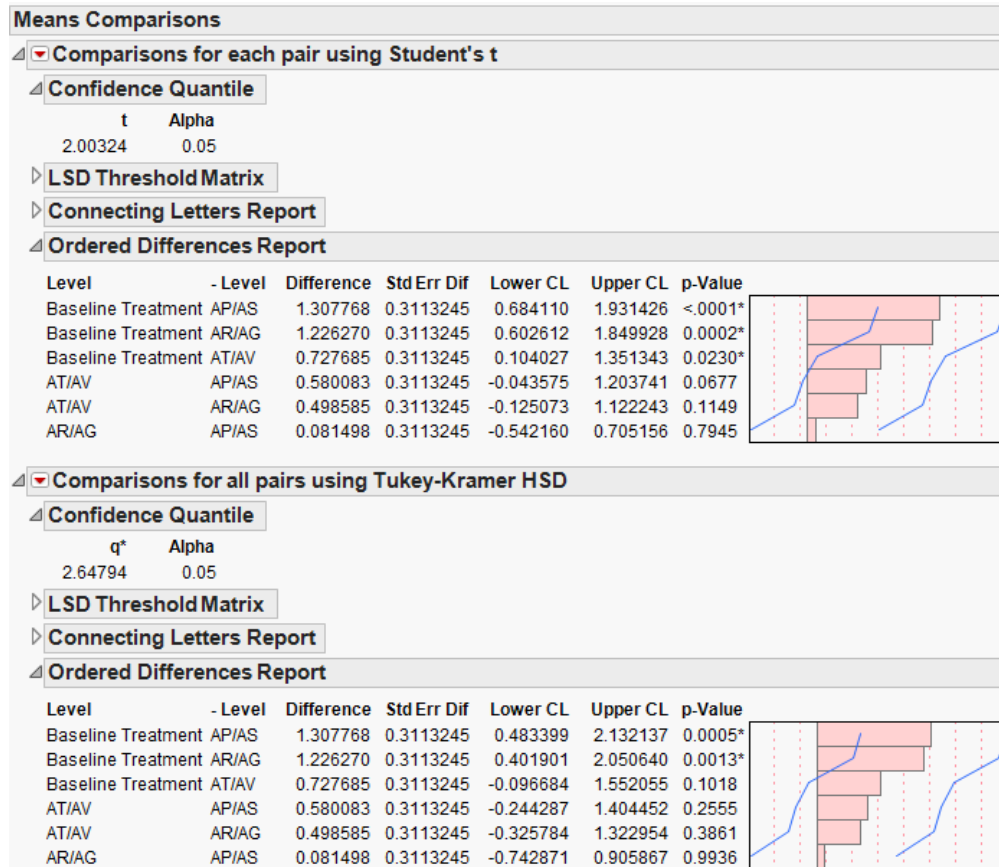 Means Comparisons
Comparisons for each pair using Student's t
Confidence Quantile
t Alpha
2.00324 0.05
LSD Threshold Matrix
Connecting Letters Report
Ordered Differences Report
Level - Level Difference Std Err Dif Lower CL Upper CL p-Value
Baseline Treatment AP/AS 1.307768 0.3113245 0.684110 1.931426 <.0001*
Baseline Treatment AR/AG 1.226270 0.3113245 0.602612 1.849928 0.0002*
Baseline Treatment AT/AV 0.727685 0.3113245 0.104027 1.351343 0.0230*
AT/AV AP/AS 0.580083 0.3113245 -0.043575 1.203741 0.0677
AT/AV AR/AG 0.498585 0.3113245 -0.125073 1.122243 0.1149
AR/AG AP/AS 0.081498 0.3113245 -0.542160 0.705156 0.7945
Comparisons for all pairs using Tukey-Kramer HSD
Confidence Quantile
q* Alpha
2.64794 0.05
LSD Threshold Matrix
Connecting Letters Report
Ordered Differences Report
Level - Level Difference Std Err Dif Lower CL Upper CL p-Value
Baseline Treatment AP/AS 1.307768 0.3113245 0.483399 2.132137 0.0005*
Baseline Treatment AR/AG 1.226270 0.3113245 0.401901 2.050640 0.0013*
Baseline Treatment AT/AV 0.727685 0.3113245 -0.096684 1.552055 0.1018
AT/AV AP/AS 0.580083 0.3113245 -0.244287 1.404452 0.2555
AT/AV AR/AG 0.498585 0.3113245 -0.325784 1.322954 0.3861
AR/AG AP/AS 0.081498 0.3113245 -0.742871 0.905867 0.9936